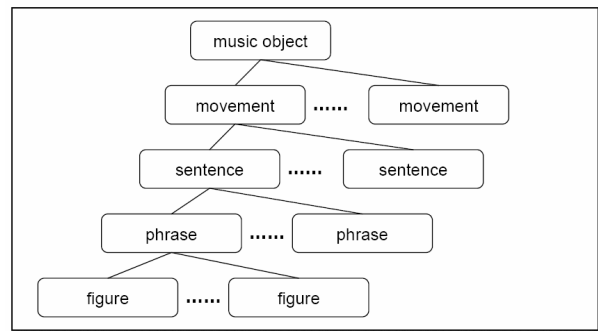 music object
movement ...... movement
sentence ...... sentence
phrase ...... phrase
figure ...... figure